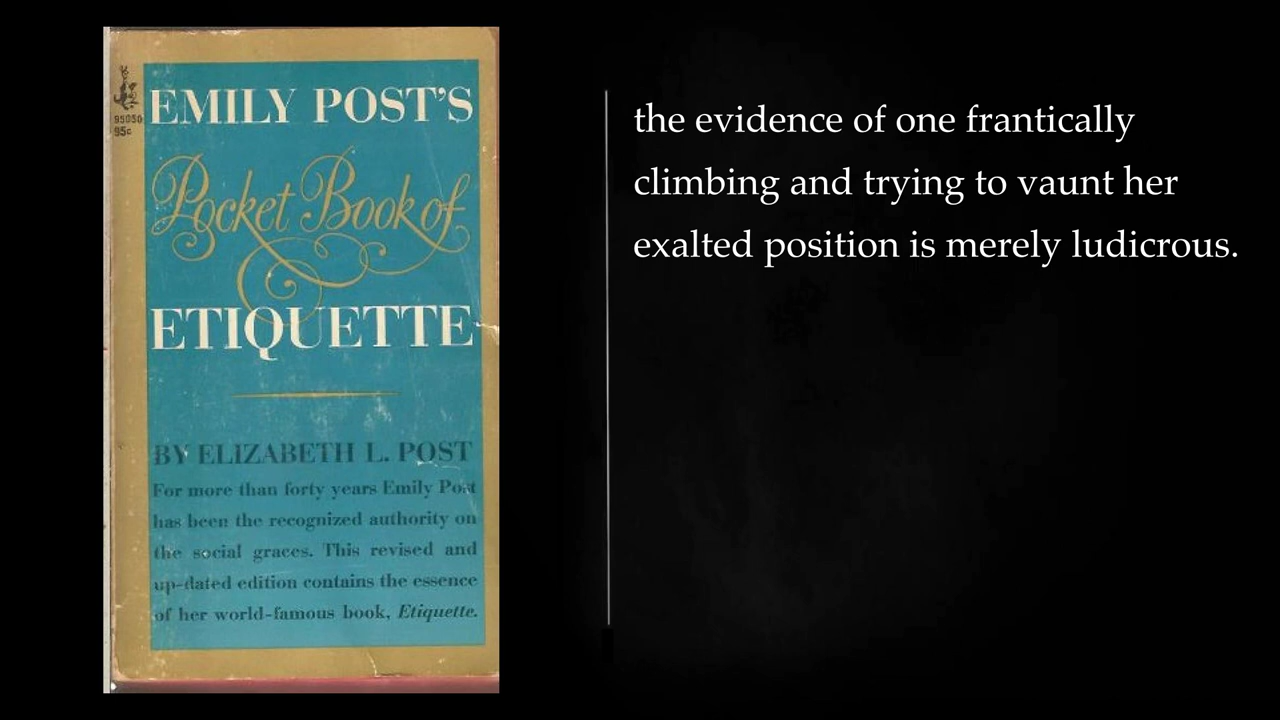 EMILY POST'S
Pocket Book of
ETIQUETTE
95050
95c
BY ELIZABETH L. POST
For more than forty years Emily Post
has been the recognized authority on
the social graces. This revised and
up-dated edition contains the essence
of her world-famous book, Etiquette.
the evidence of one frantically
climbing and trying to vaunt her
exalted position is merely ludicrous.